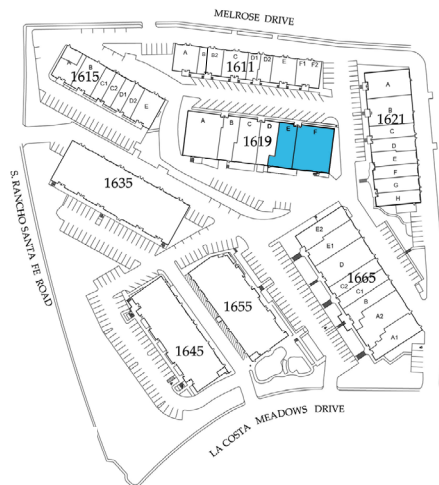 MELROSE DRIVE
A
B
B2
C
D1
D2
E
F1
F2
1611
A
B
C1
C2
D1
D2
E
1615
A
B
C
D
E
F
1619
A
B
C
D
E
F
G
H
1621
1635
S. RANCHO SANTA FE ROAD
E2
E1
D
C2
C1
B
A2
A1
1665
1655
1645
LA COSTA MEADOWS DRIVE